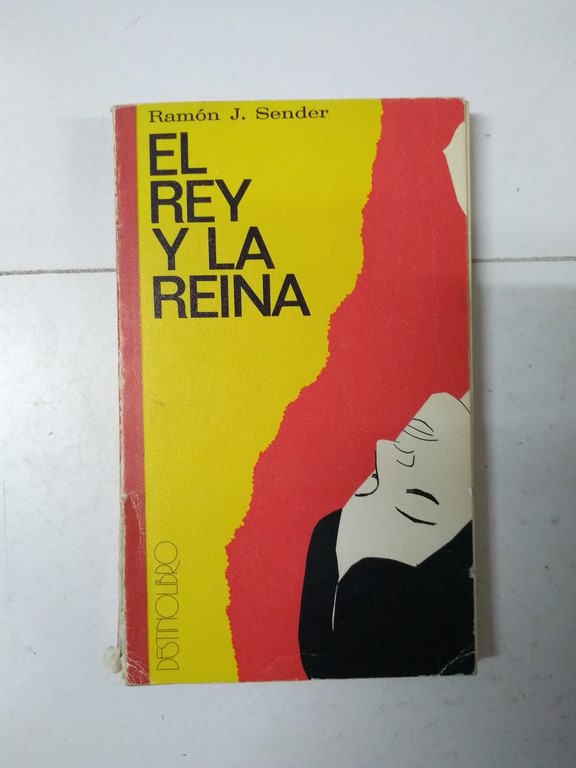 Ramón J. Sender
EL
REY
Y LA
REINA
DESTINOLIBRO